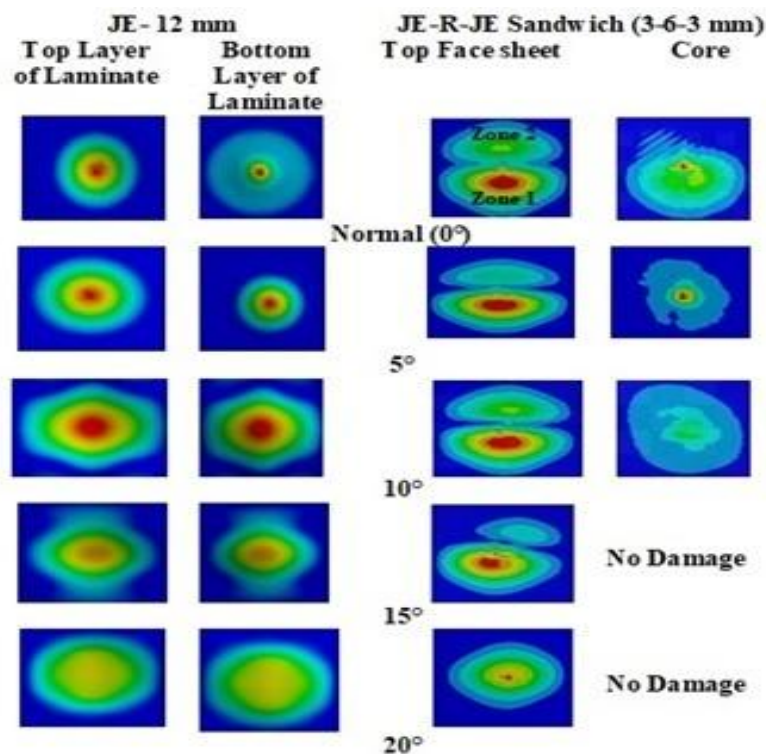 JE- 12 mm
JE-R-JE Sandwich (3-6-3 mm)
Top Layer
of Laminate
Bottom
Layer of
Laminate
Top Face sheet
Core
Zone 2
Zone 1
Normal (0°)
5°
10°
No Damage
15°
No Damage
20°